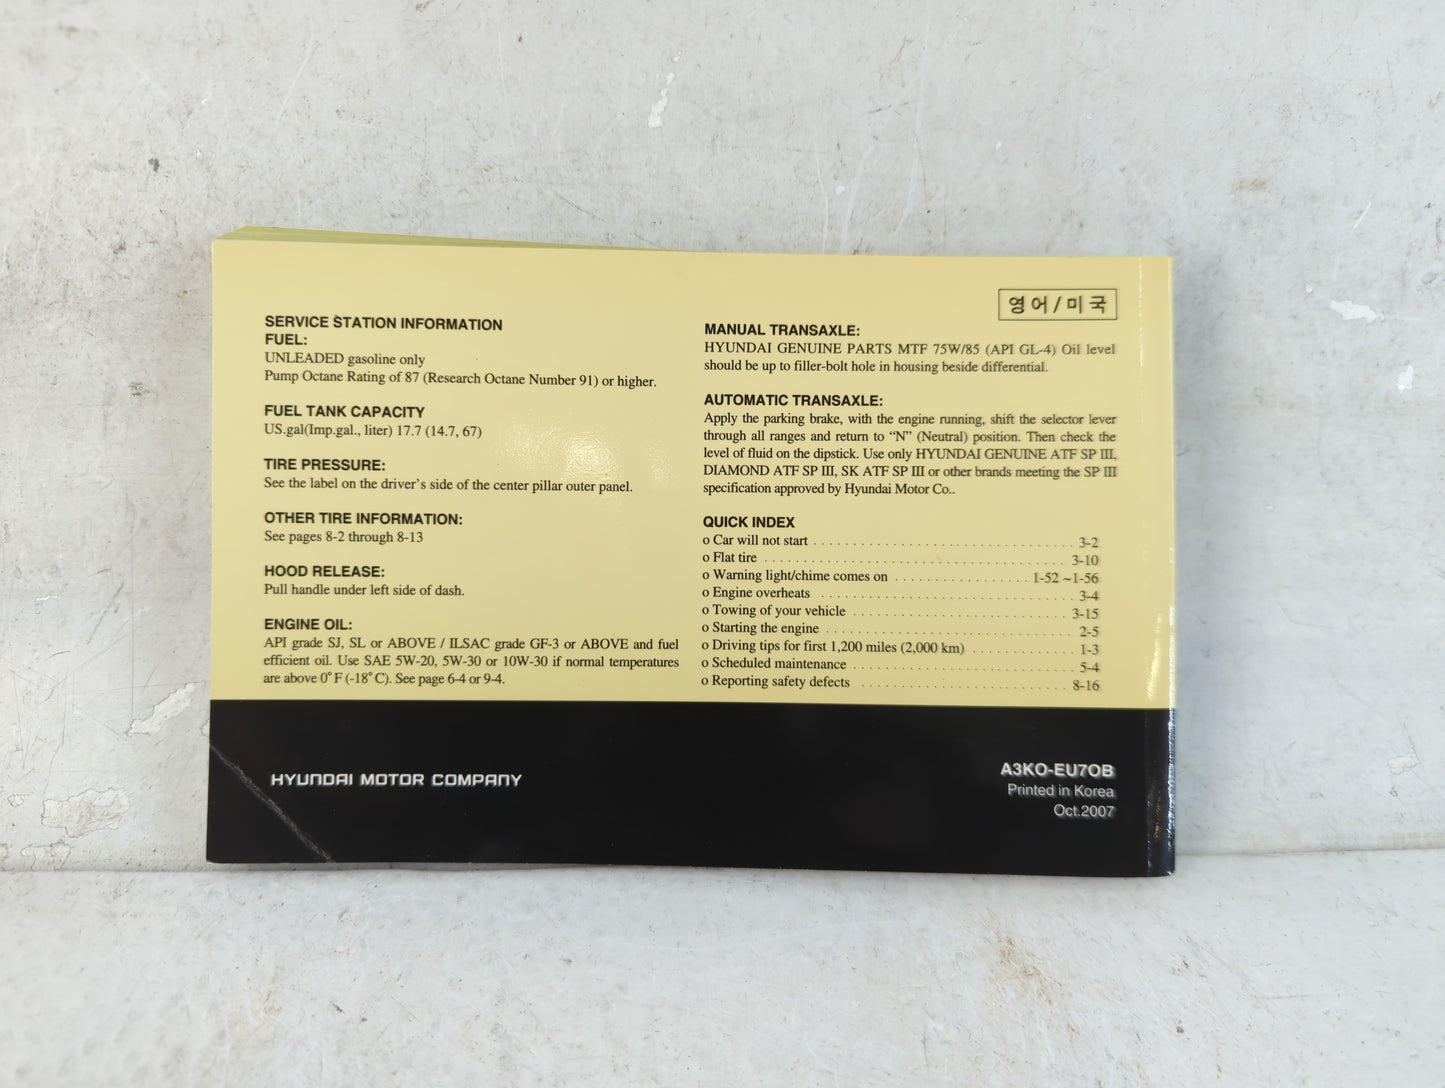 SERVICE STATION INFORMATION
FUEL:
UNLEADED gasoline only
Pump Octane Rating of 87 (Research Octane Number 91) or higher.
FUEL TANK CAPACITY
US.gal(Imp.gal., liter) 17.7 (14.7, 67)
TIRE PRESSURE:
See the label on the driver's side of the center pillar outer panel.
OTHER TIRE INFORMATION:
See pages 8-2 through 8-13
HOOD RELEASE:
Pull handle under left side of dash.
ENGINE OIL:
API grade SJ, SL or ABOVE / ILSAC grade GF-3 or ABOVE and fuel
efficient oil. Use SAE 5W-20, 5W-30 or 10W-30 if normal temperatures
are above 0°F (-18°C). See page 6-4 or 9-4.
영어/미국
MANUAL TRANSAXLE:
HYUNDAI GENUINE PARTS MTF 75W/85 (API GL-4) Oil level
should be up to filler-bolt hole in housing beside differential.
AUTOMATIC TRANSAXLE:
Apply the parking brake, with the engine running, shift the selector lever
through all ranges and return to “N” (Neutral) position. Then check the
level of fluid on the dipstick. Use only HYUNDAI GENUINE ATF SP III,
DIAMOND ATF SP III, SK ATF SP III or other brands meeting the SP III
specification approved by Hyundai Motor Co..
QUICK INDEX
o Car will not start . . . . . . . . . . . . . . . . . . . . . . . . . . . . . . . . 3-2
o Flat tire . . . . . . . . . . . . . . . . . . . . . . . . . . . . . . . . . . . . . 3-10
o Warning light/chime comes on . . . . . . . . . . . . . . . . 1-52 ~1-56
o Engine overheats . . . . . . . . . . . . . . . . . . . . . . . . . . . . . . . 3-4
o Towing of your vehicle . . . . . . . . . . . . . . . . . . . . . . . . . . 3-15
o Starting the engine . . . . . . . . . . . . . . . . . . . . . . . . . . . . . . 2-5
o Driving tips for first 1,200 miles (2,000 km) . . . . . . . . . . . . 1-3
o Scheduled maintenance . . . . . . . . . . . . . . . . . . . . . . . . . . . 5-4
o Reporting safety defects . . . . . . . . . . . . . . . . . . . . . . . . . 8-16
HYUNDAI MOTOR COMPANY
A3KO-EU7OB
Printed in Korea
Oct.2007